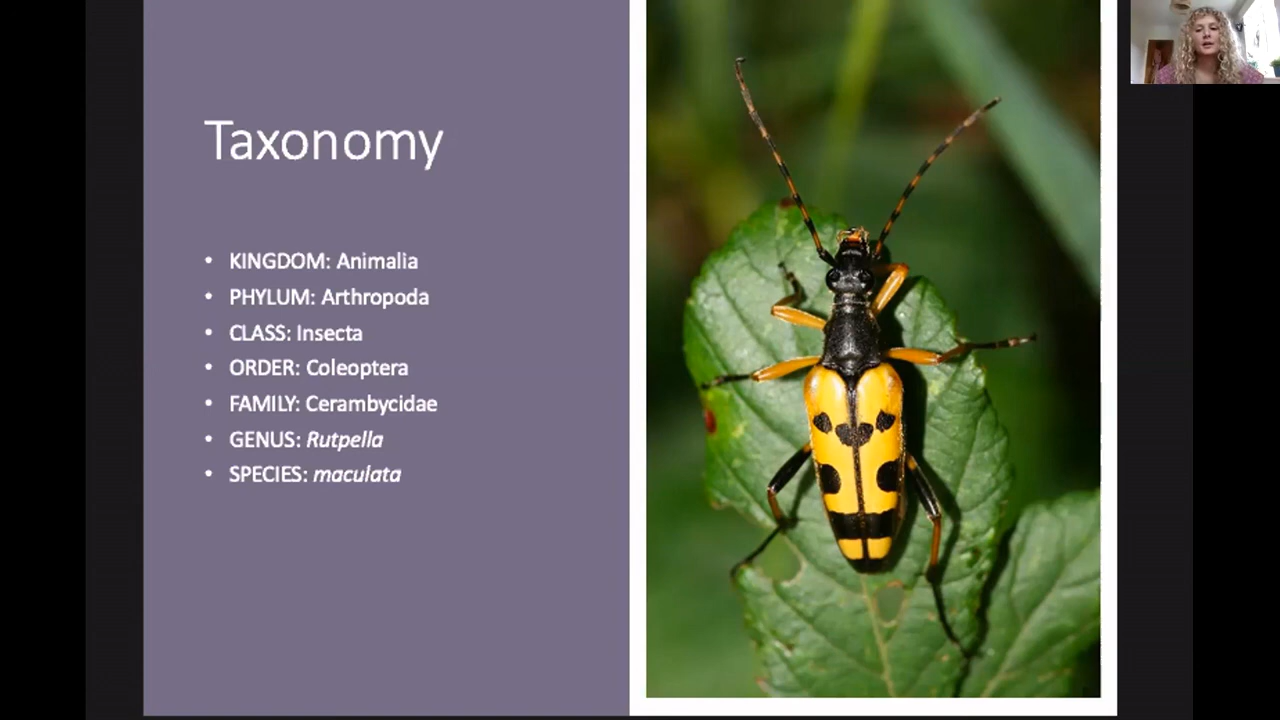 Taxonomy
• KINGDOM: Animalia
• PHYLUM: Arthropoda
• CLASS: Insecta
• ORDER: Coleoptera
• FAMILY: Cerambycidae
• GENUS: Rutpella
• SPECIES: maculata